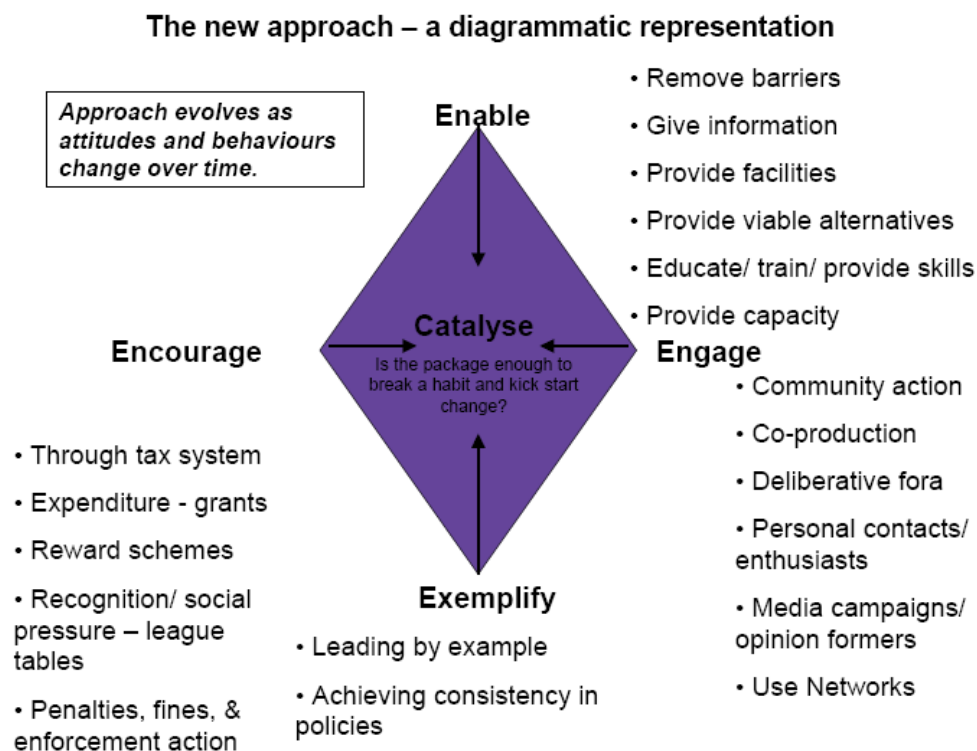 The new approach – a diagrammatic representation
Approach evolves as
attitudes and behaviours
change over time.
Enable
• Remove barriers
• Give information
• Provide facilities
• Provide viable alternatives
• Educate/ train/ provide skills
• Provide capacity
Catalyse
Is the package enough to
break a habit and kick start
change?
Encourage
• Through tax system
• Expenditure - grants
• Reward schemes
• Recognition/ social
pressure – league
tables
• Penalties, fines, &
enforcement action
Engage
• Community action
• Co-production
• Deliberative fora
• Personal contacts/
enthusiasts
• Media campaigns/
opinion formers
• Use Networks
Exemplify
• Leading by example
• Achieving consistency in
policies